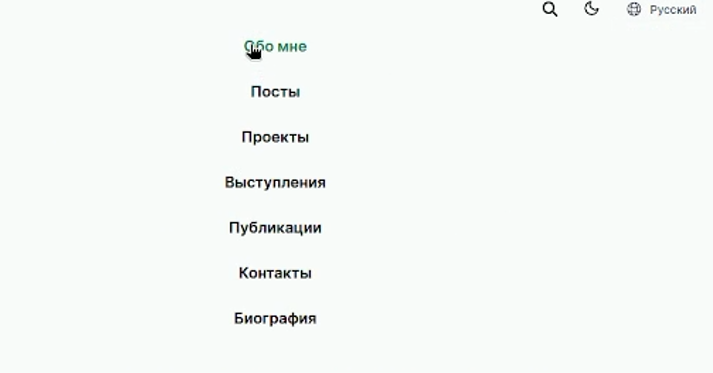 Русский
Обо мне
Посты
Проекты
Выступления
Публикации
Контакты
Биография